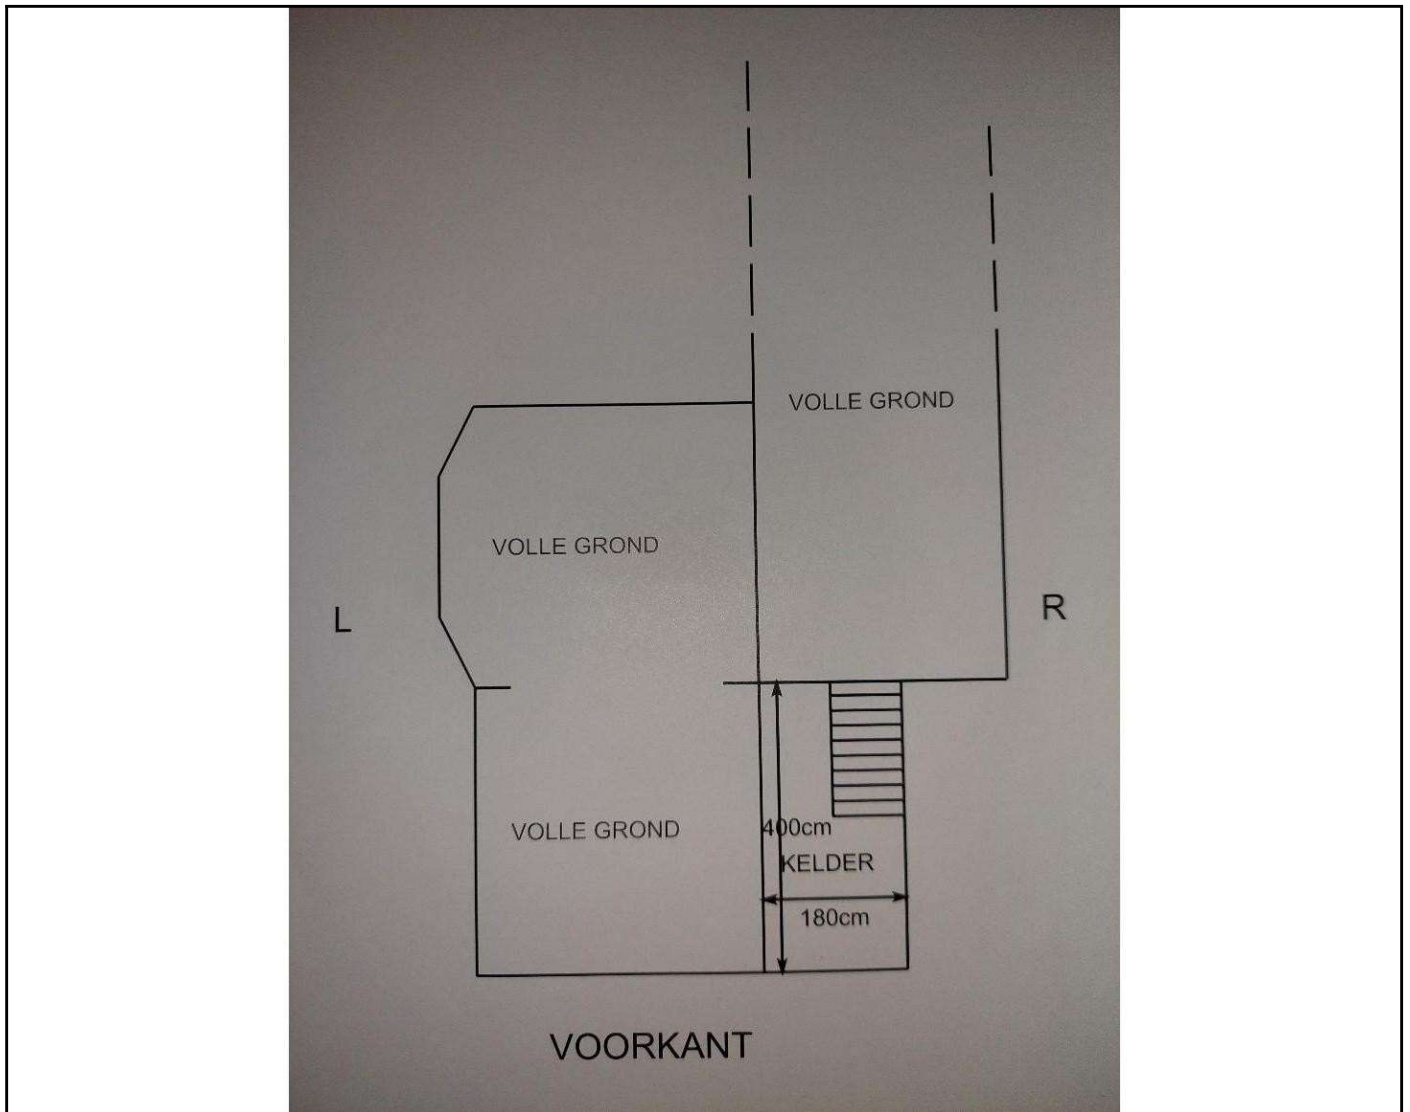 VOLLE GROND
VOLLE GROND
L
R
VOLLE GROND
400cm
KELDER
180cm
VOORKANT